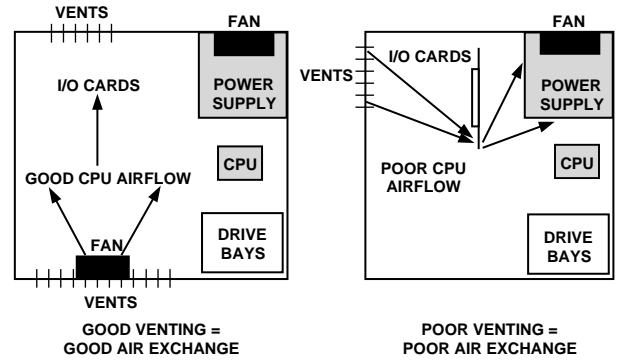 VENTS
FAN
I/O CARDS
POWER
SUPPLY
CPU
GOOD CPU AIRFLOW
FAN
DRIVE
BAYS
VENTS
GOOD VENTING =
GOOD AIR EXCHANGE
FAN
VENTS
I/O CARDS
POWER
SUPPLY
POOR CPU
AIRFLOW
CPU
DRIVE
BAYS
POOR VENTING =
POOR AIR EXCHANGE